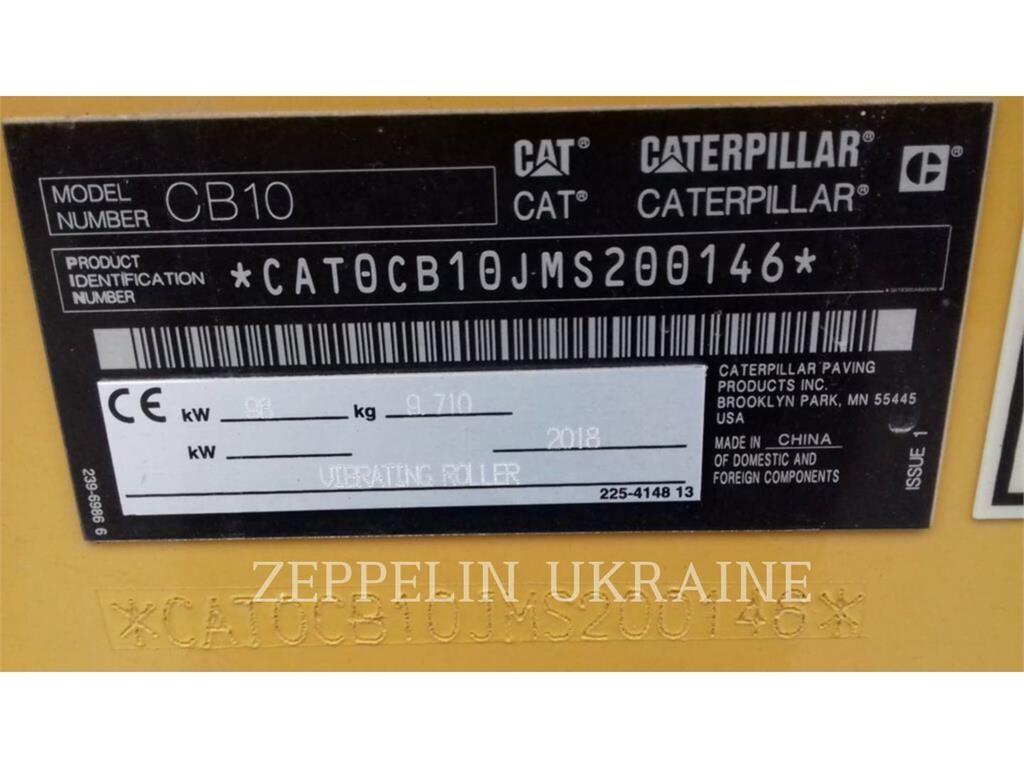 CAT® CATERPILLAR®
CAT® CATERPILLAR®
MODEL NUMBER CB10
PRODUCT IDENTIFICATION NUMBER *CAT0CB10JMS200146*
CATERPILLAR PAVING
PRODUCTS INC.
BROOKLYN PARK, MN 55445
USA
MADE IN CHINA
OF DOMESTIC AND
FOREIGN COMPONENTS
ISSUE 1
CE kW 98 kg 9.710
kW 2018
VIBRATING ROLLER
225-4148 13
239-6986 6
ZEPPELIN UKRAINE
*CAT0CB10JMS200146*